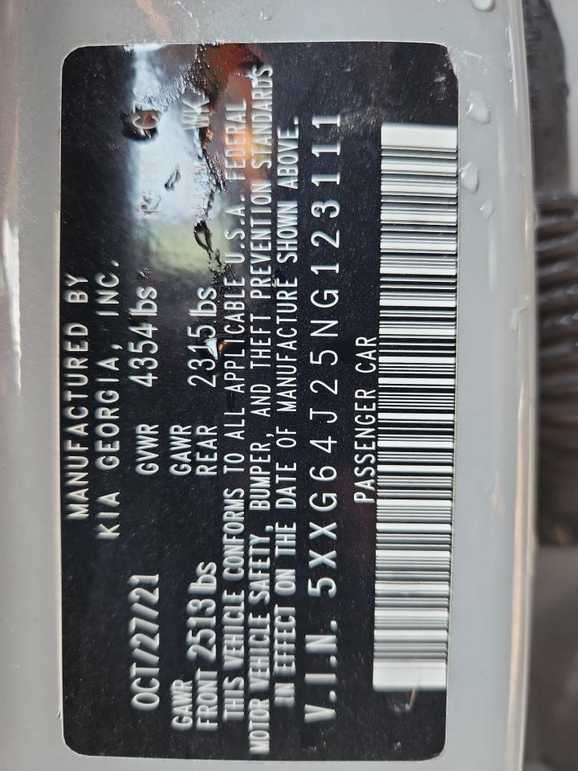 MANUFACTURED BY
KIA GEORGIA, INC.
OCT/27/21 GVWR 4354 lbs
GAWR GAWR
FRONT 2513 lbs REAR 2315 lbs
THIS VEHICLE CONFORMS TO ALL APPLICABLE U.S.A. FEDERAL
MOTOR VEHICLE SAFETY, BUMPER, AND THEFT PREVENTION STANDARDS
IN EFFECT ON THE DATE OF MANUFACTURE SHOWN ABOVE.
V.I.N. 5XXG64J25NG123111
PASSENGER CAR